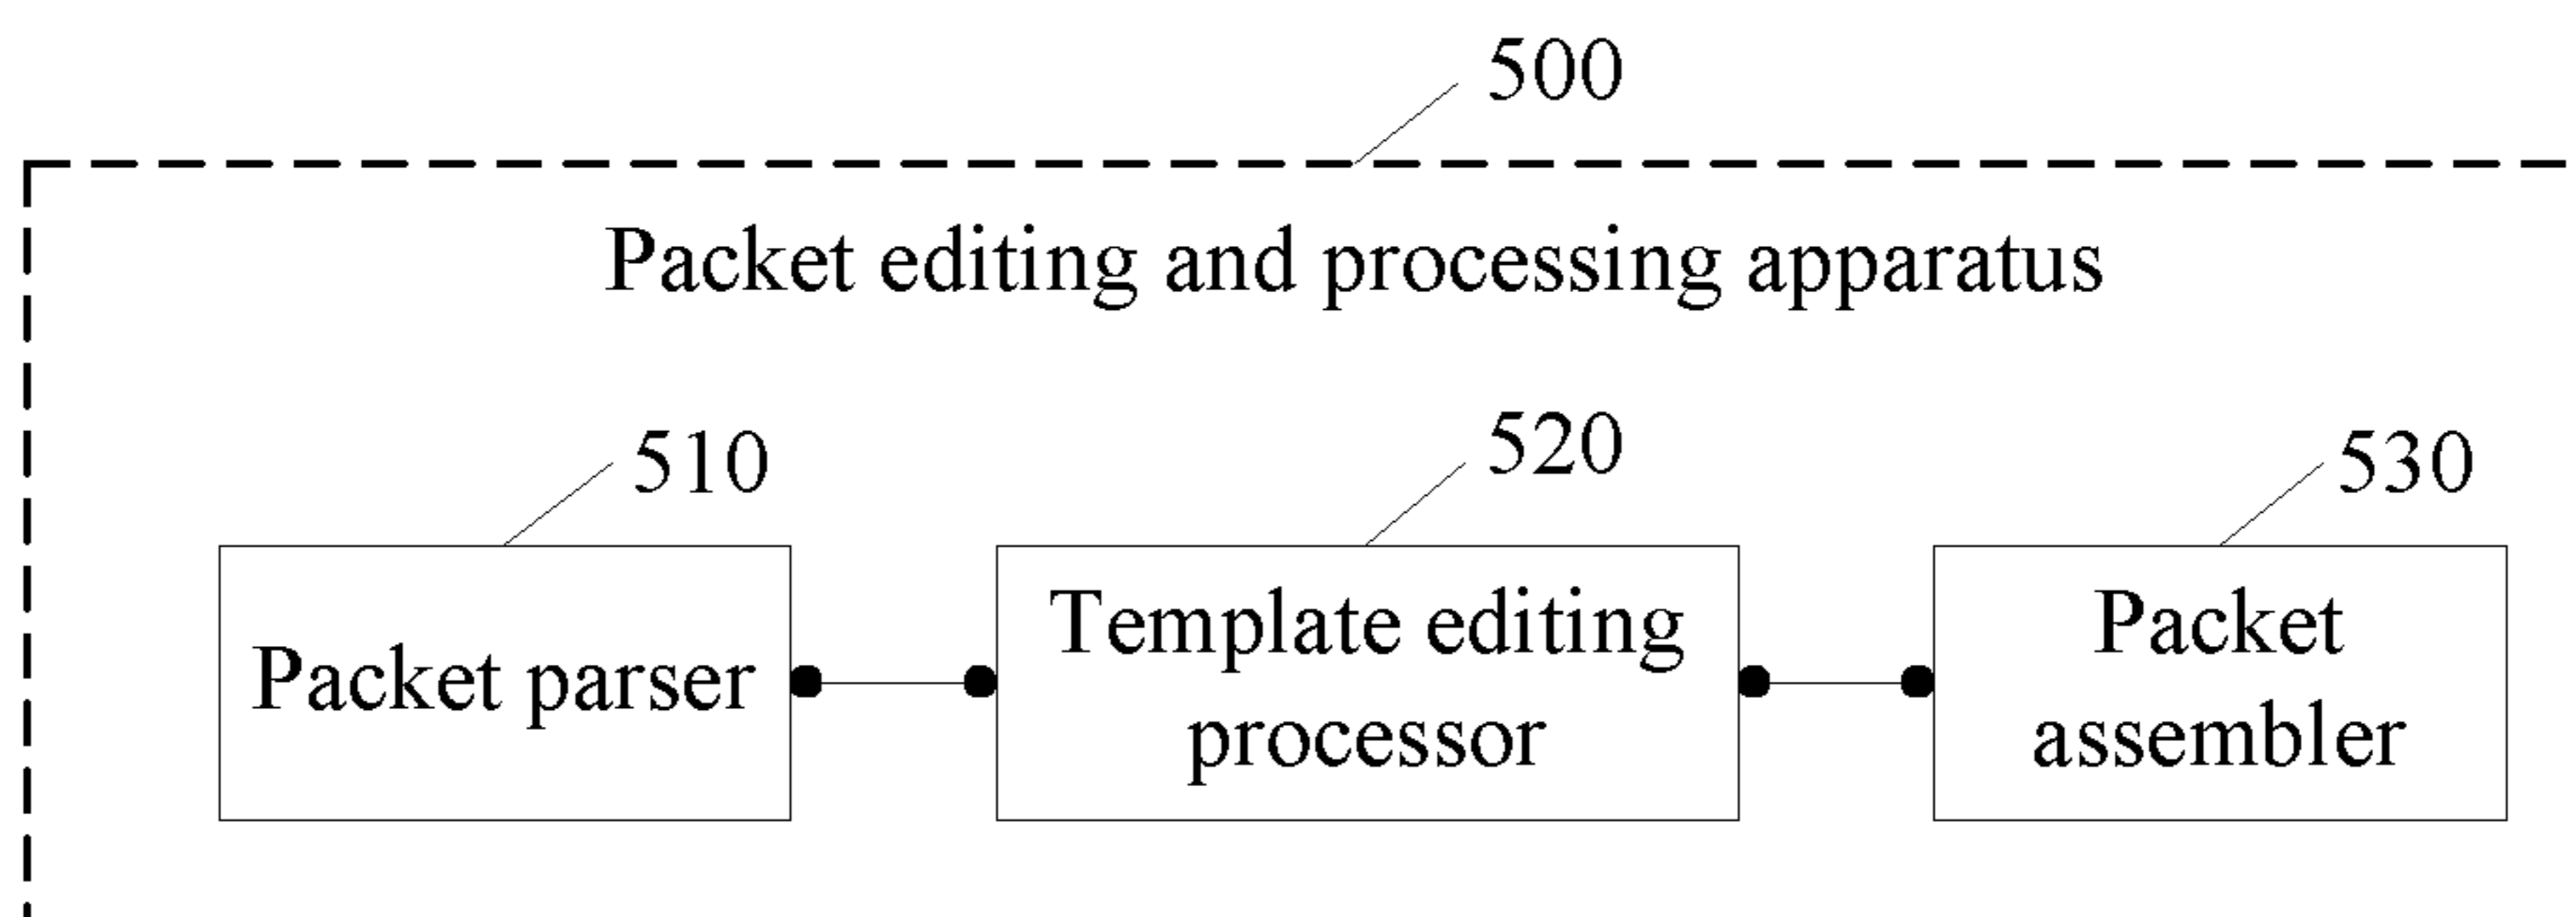 500
Packet editing and processing apparatus
510
520
530
Packet parser
Template editing
processor
Packet
assembler